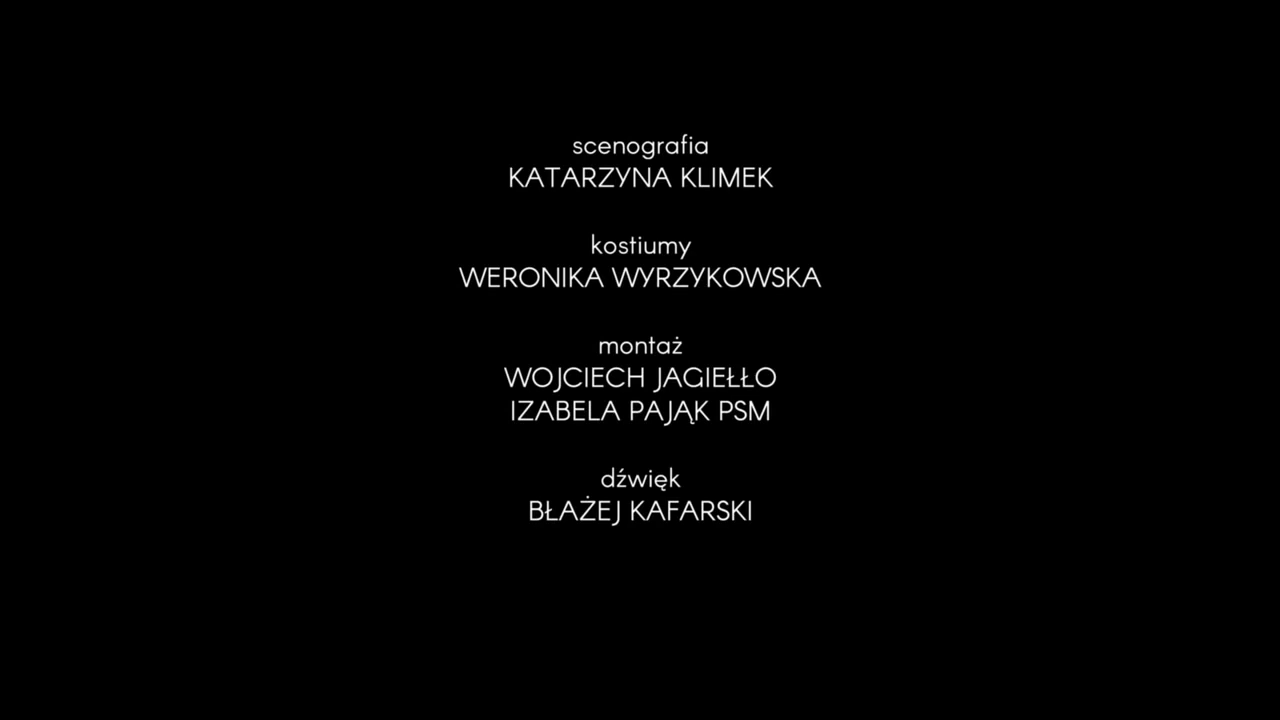 scenografia
KATARZYNA KLIMEK
kostiumy
WERONIKA WYRZYKOWSKA
montaż
WOJCIECH JAGIEŁŁO
IZABELA PAJĄK PSM
dźwięk
BŁAŻEJ KAFARSKI